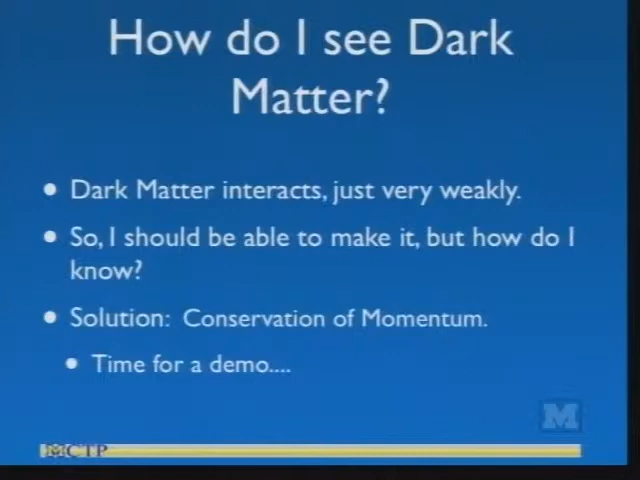 How do I see Dark
Matter?
• Dark Matter interacts, just very weakly.
• So, I should be able to make it, but how do I
know?
• Solution: Conservation of Momentum.
• Time for a demo....
M
MCTP